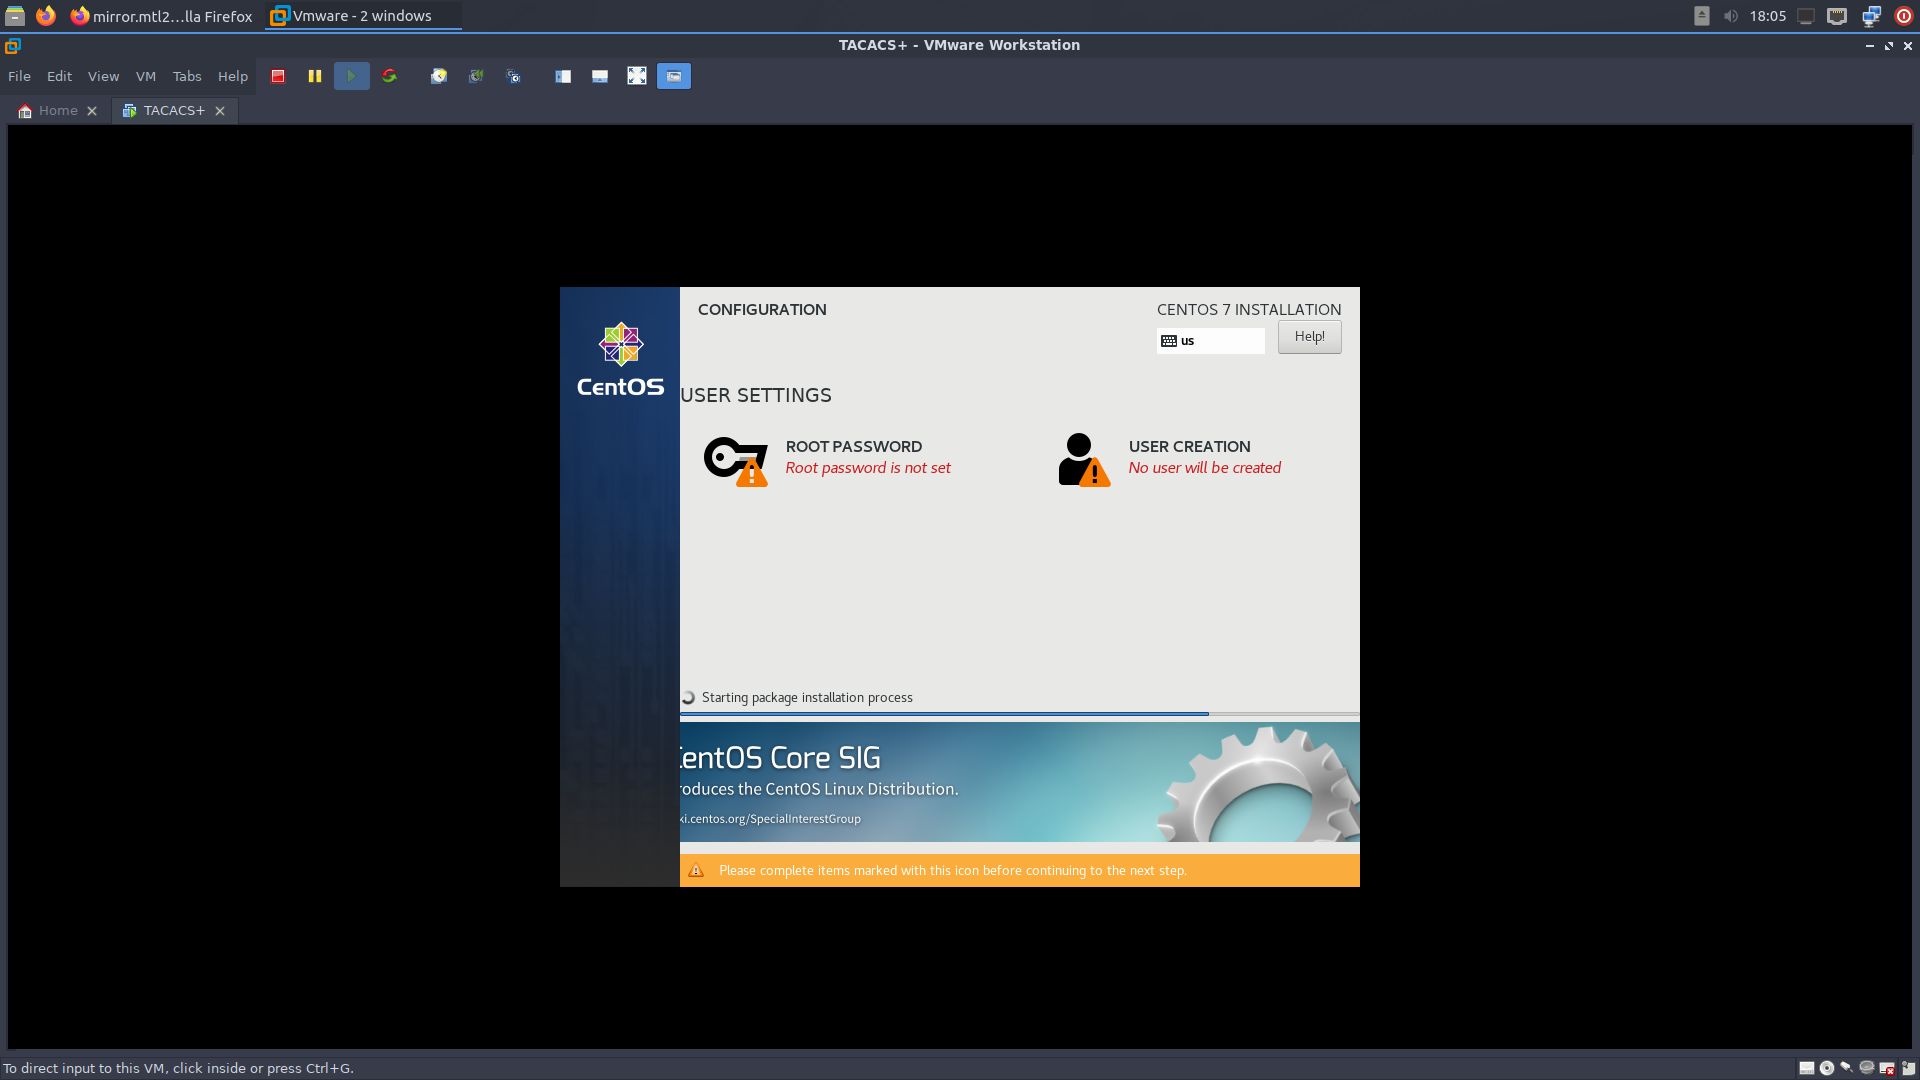 mirror.mtl2...lla Firefox
Vmware - 2 windows
18:05
TACACS+ - VMware Workstation
File Edit View VM Tabs Help
Home
TACACS+
CentOS
CONFIGURATION
CENTOS 7 INSTALLATION
us
Help!
USER SETTINGS
ROOT PASSWORD
Root password is not set
USER CREATION
No user will be created
Starting package installation process
entOS Core SIG
roduces the CentOS Linux Distribution.
ki.centos.org/SpecialInterestGroup
Please complete items marked with this icon before continuing to the next step.
To direct input to this VM, click inside or press Ctrl+G.